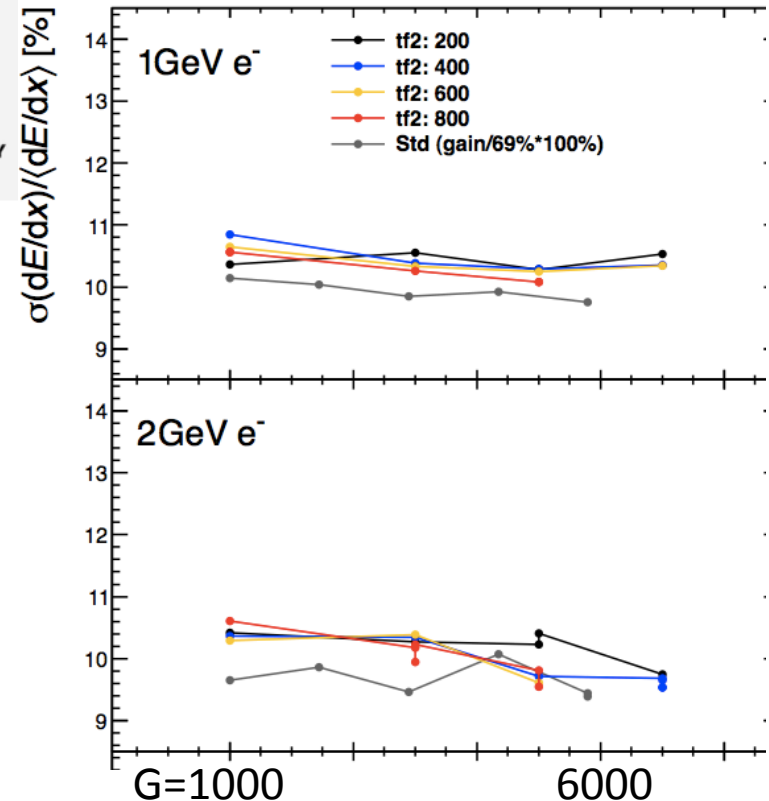 σ(dE/dx)/⟨dE/dx⟩ [%]
14
13
12
11
10
9
1GeV e-
tf2: 200
tf2: 400
tf2: 600
tf2: 800
Std (gain/69%*100%)
14
13
12
11
10
9
2GeV e-
G=1000 6000